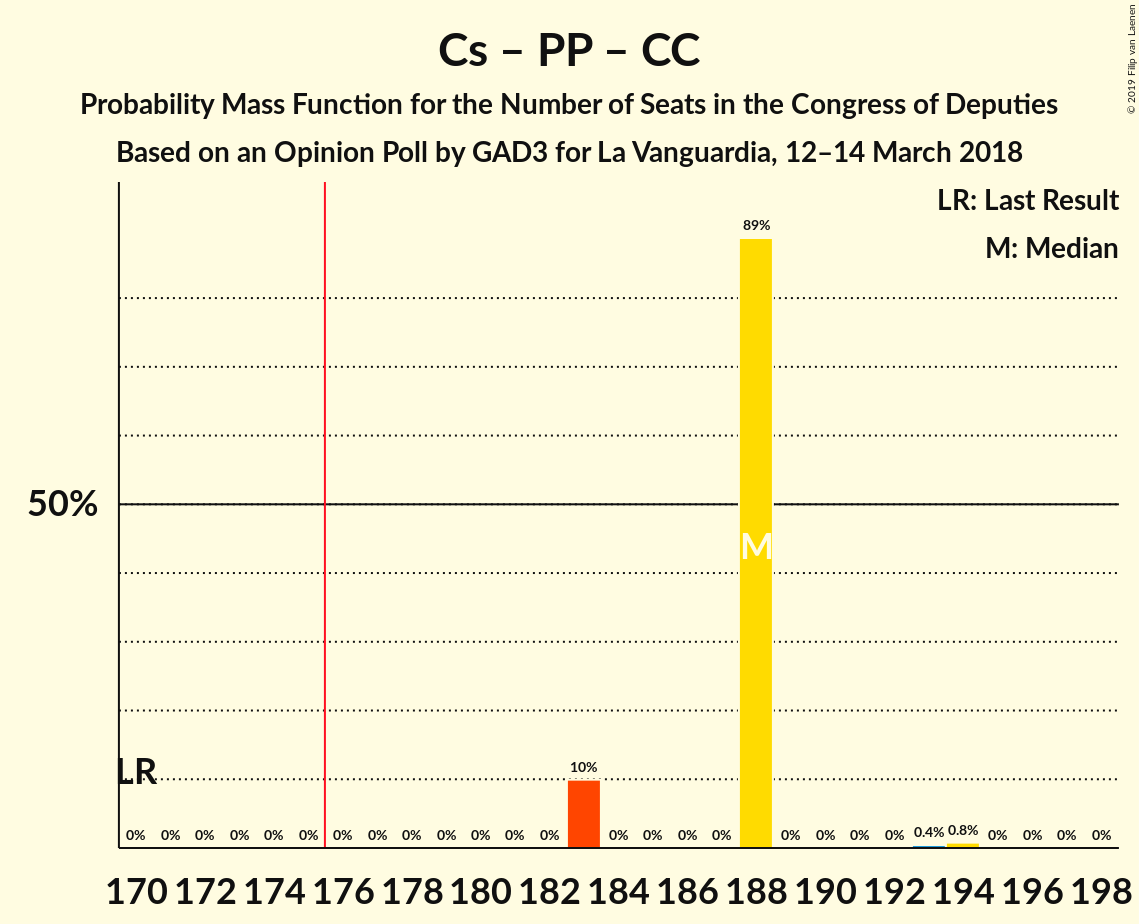 Cs – PP – CC
Probability Mass Function for the Number of Seats in the Congress of Deputies
Based on an Opinion Poll by GAD3 for La Vanguardia, 12–14 March 2018
© 2019 Filip van Laenen
LR: Last Result
M: Median
89%
50%
M
LR
10%
0% 0% 0% 0% 0% 0% 0% 0% 0% 0% 0% 0% 0% 0% 0% 0% 0% 0% 0% 0% 0.4% 0.8% 0% 0% 0% 0%
170 172 174 176 178 180 182 184 186 188 190 192 194 196 198